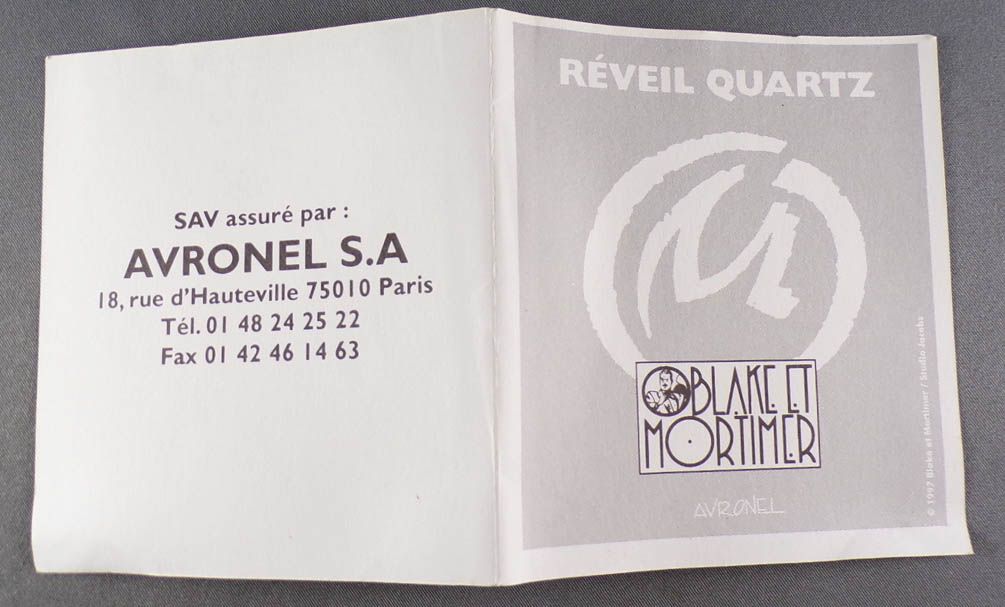 SAV assuré par :
AVRONEL S.A
18, rue d'Hauteville 75010 Paris
Tél. 01 48 24 25 22
Fax 01 42 46 14 63
RÉVEIL QUARTZ
BLAKE ET
MORTIMER
AVRONEL
© 1997 Blake et Mortimer / Studio Jacobs